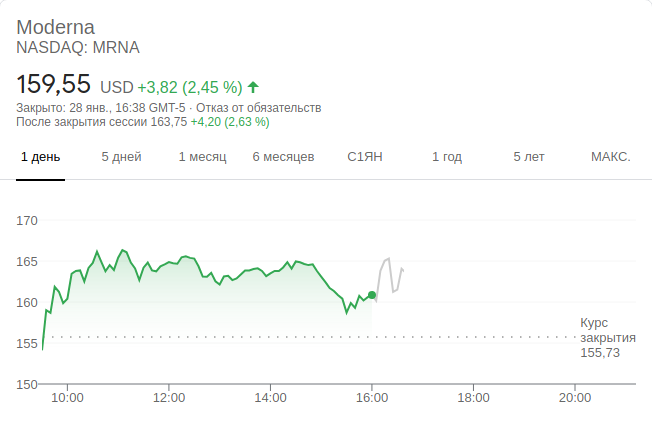 Moderna
NASDAQ: MRNA
159,55 USD +3,82 (2,45 %)
Закрыто: 28 янв., 16:38 GMT-5 · Отказ от обязательств
После закрытия сессии 163,75 +4,20 (2,63 %)
1 день 5 дней 1 месяц 6 месяцев С1ЯН 1 год 5 лет МАКС.
170
165
160
Курс
закрытия
155
155,73
150
10:00 12:00 14:00 16:00 18:00 20:00